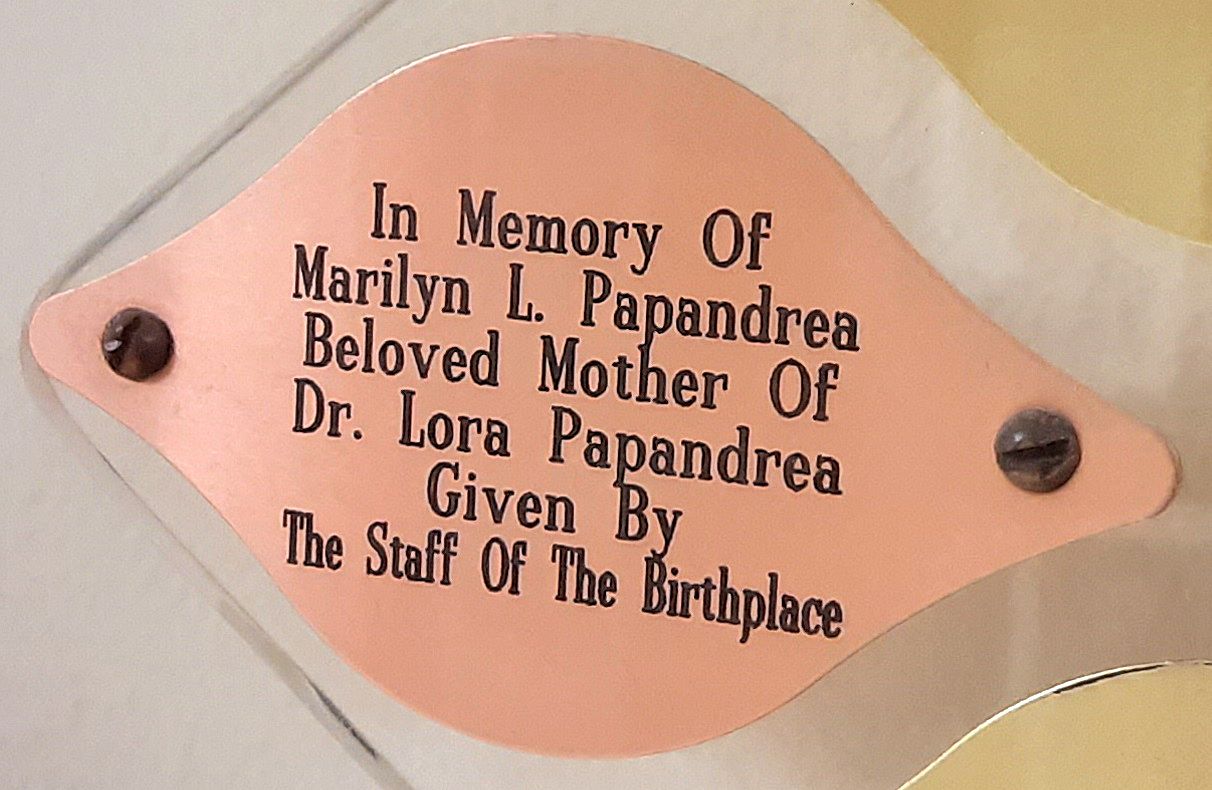 In Memory Of
Marilyn L. Papandrea
Beloved Mother Of
Dr. Lora Papandrea
Given By
The Staff Of The Birthplace